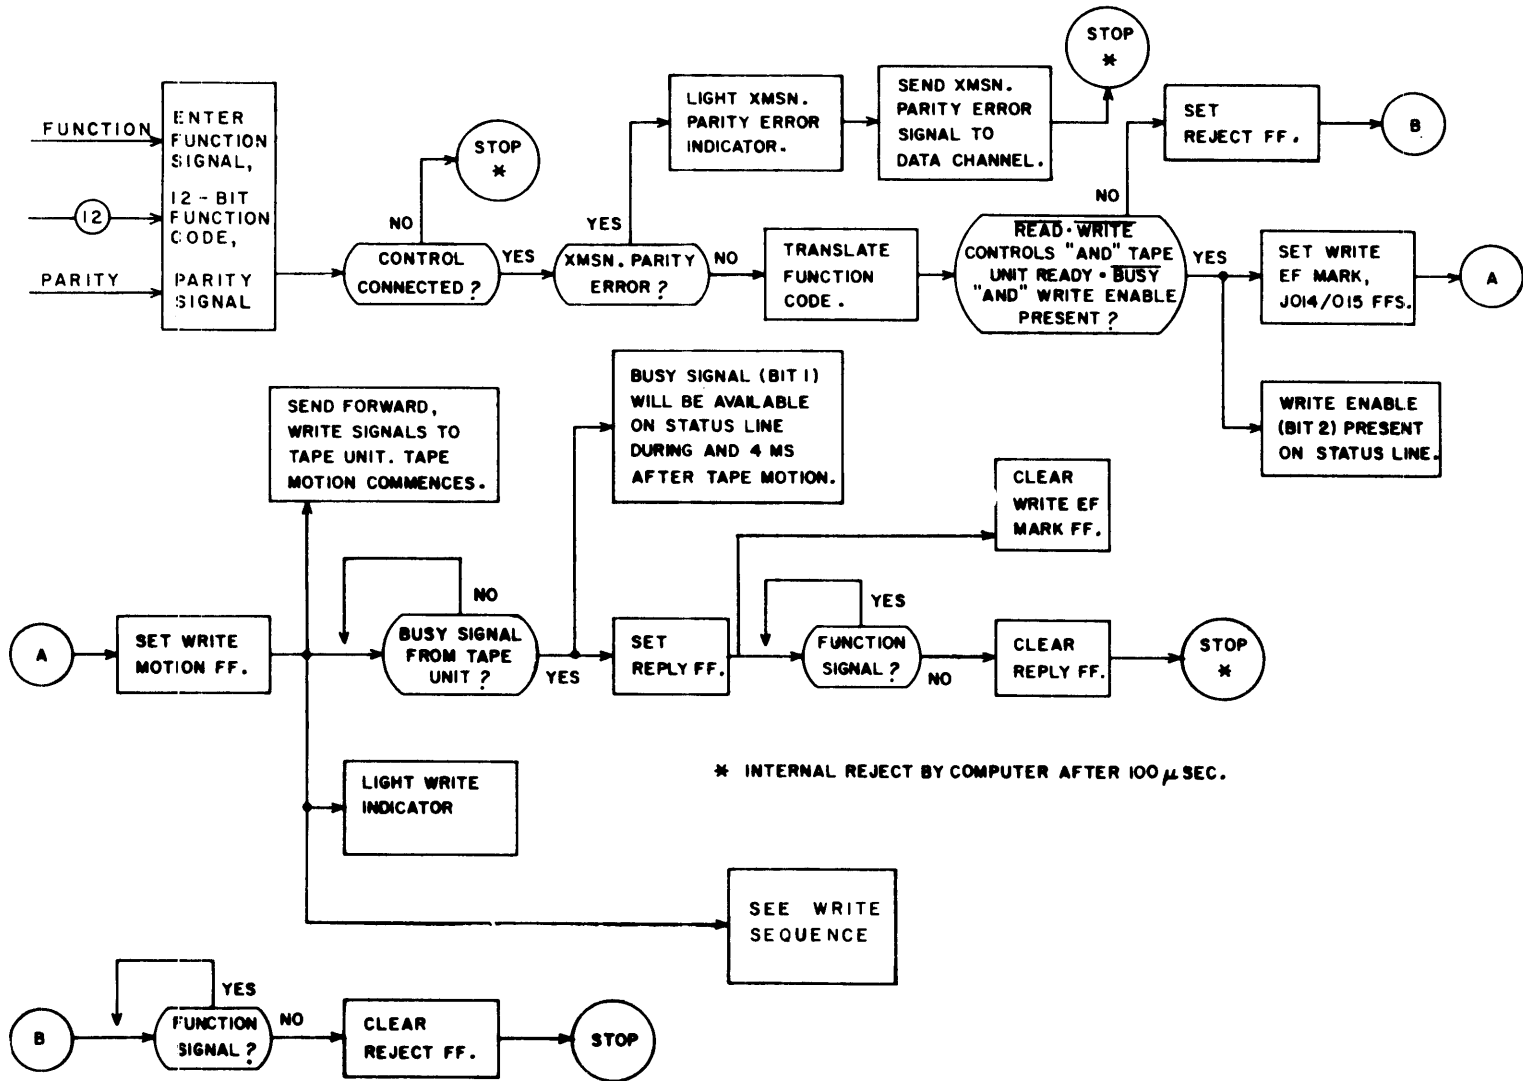 FUNCTION
12
PARITY
ENTER
FUNCTION
SIGNAL,
12-BIT
FUNCTION
CODE,
PARITY
SIGNAL
CONTROL
CONNECTED?
NO
STOP
*
YES
XMSN. PARITY
ERROR?
YES
LIGHT XMSN.
PARITY ERROR
INDICATOR.
SEND XMSN.
PARITY ERROR
SIGNAL TO
DATA CHANNEL.
STOP
*
NO
TRANSLATE
FUNCTION
CODE.
READ·WRITE
CONTROLS "AND" TAPE
UNIT READY·BUSY
"AND" WRITE ENABLE
PRESENT?
NO
SET
REJECT FF.
B
YES
SET WRITE
EF MARK,
J014/015 FFS.
A
WRITE ENABLE
(BIT 2) PRESENT
ON STATUS LINE.
A
SET WRITE
MOTION FF.
SEND FORWARD,
WRITE SIGNALS TO
TAPE UNIT. TAPE
MOTION COMMENCES.
NO
BUSY SIGNAL
FROM TAPE
UNIT?
YES
BUSY SIGNAL (BIT 1)
WILL BE AVAILABLE
ON STATUS LINE
DURING AND 4 MS
AFTER TAPE MOTION.
SET
REPLY FF.
CLEAR
WRITE EF
MARK FF.
YES
FUNCTION
SIGNAL?
NO
CLEAR
REPLY FF.
STOP
*
LIGHT WRITE
INDICATOR
* INTERNAL REJECT BY COMPUTER AFTER 100 μ SEC.
SEE WRITE
SEQUENCE
B
YES
FUNCTION
SIGNAL?
NO
CLEAR
REJECT FF.
STOP